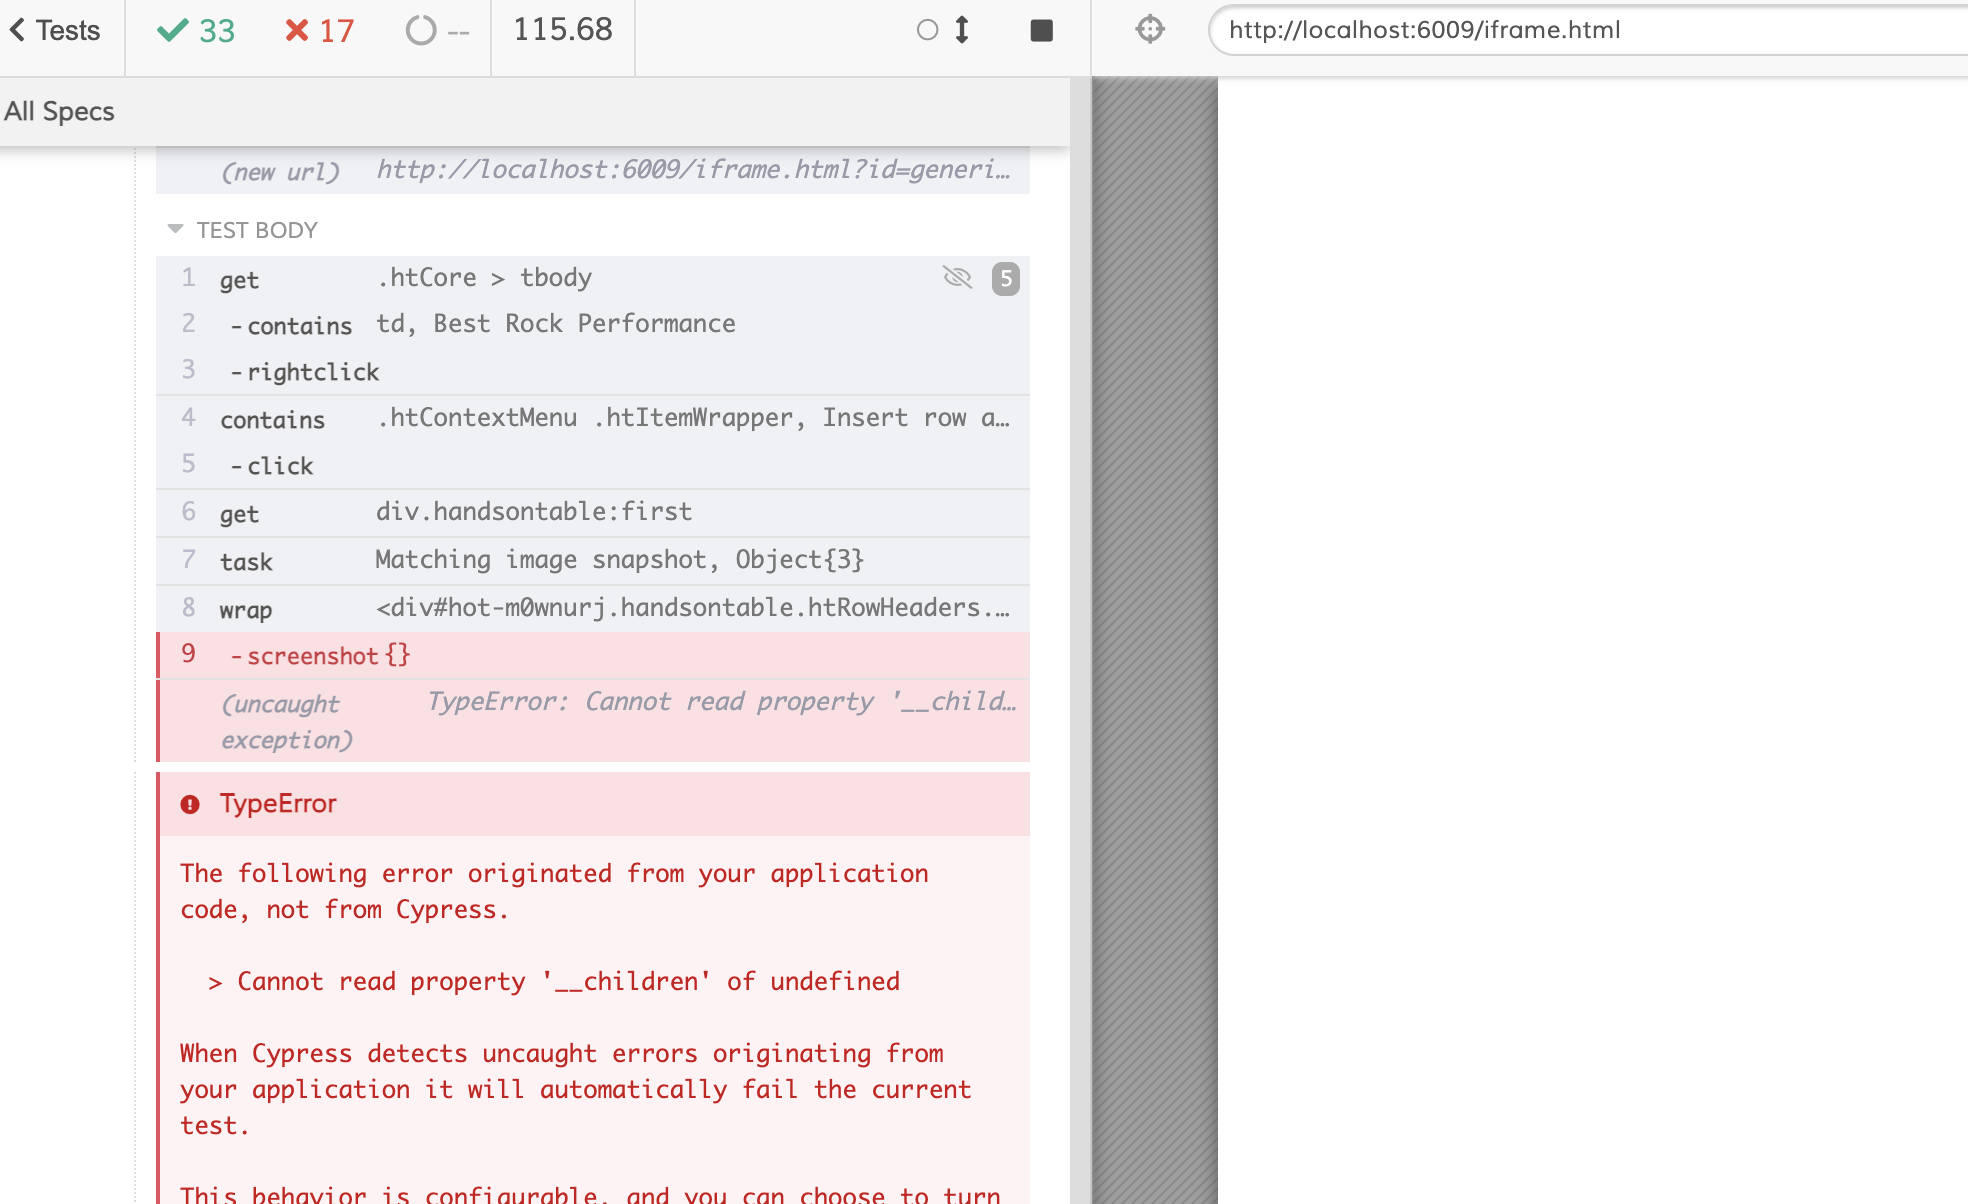 Tests 33 17 -- 115.68 http://localhost:6009/iframe.html
All Specs
(new url) http://localhost:6009/iframe.html?id=generi…
TEST BODY
1 get .htCore > tbody 5
2 -contains td, Best Rock Performance
3 -rightclick
4 contains .htContextMenu .htItemWrapper, Insert row a…
5 -click
6 get div.handsontable:first
7 task Matching image snapshot, Object{3}
8 wrap <div#hot-m0wnurj.handsontable.htRowHeaders.…
9 -screenshot {}
(uncaught exception) TypeError: Cannot read property '__child…
TypeError
The following error originated from your application
code, not from Cypress.
> Cannot read property '__children' of undefined
When Cypress detects uncaught errors originating from
your application it will automatically fail the current
test.
This behavior is configurable, and you can choose to turn